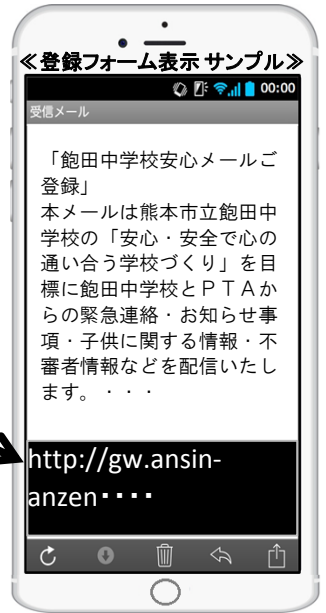 ≪登録フォーム表示サンプル≫
00:00
受信メール
「飽田中学校安心メールご
登録」
本メールは熊本市立飽田中
学校の「安心・安全で心の
通い合う学校づくり」を目
標に飽田中学校とＰＴＡか
らの緊急連絡・お知らせ事
項・子供に関する情報・不
審者情報などを配信いたし
ます。・・・
http://gw.ansin-
anzen････